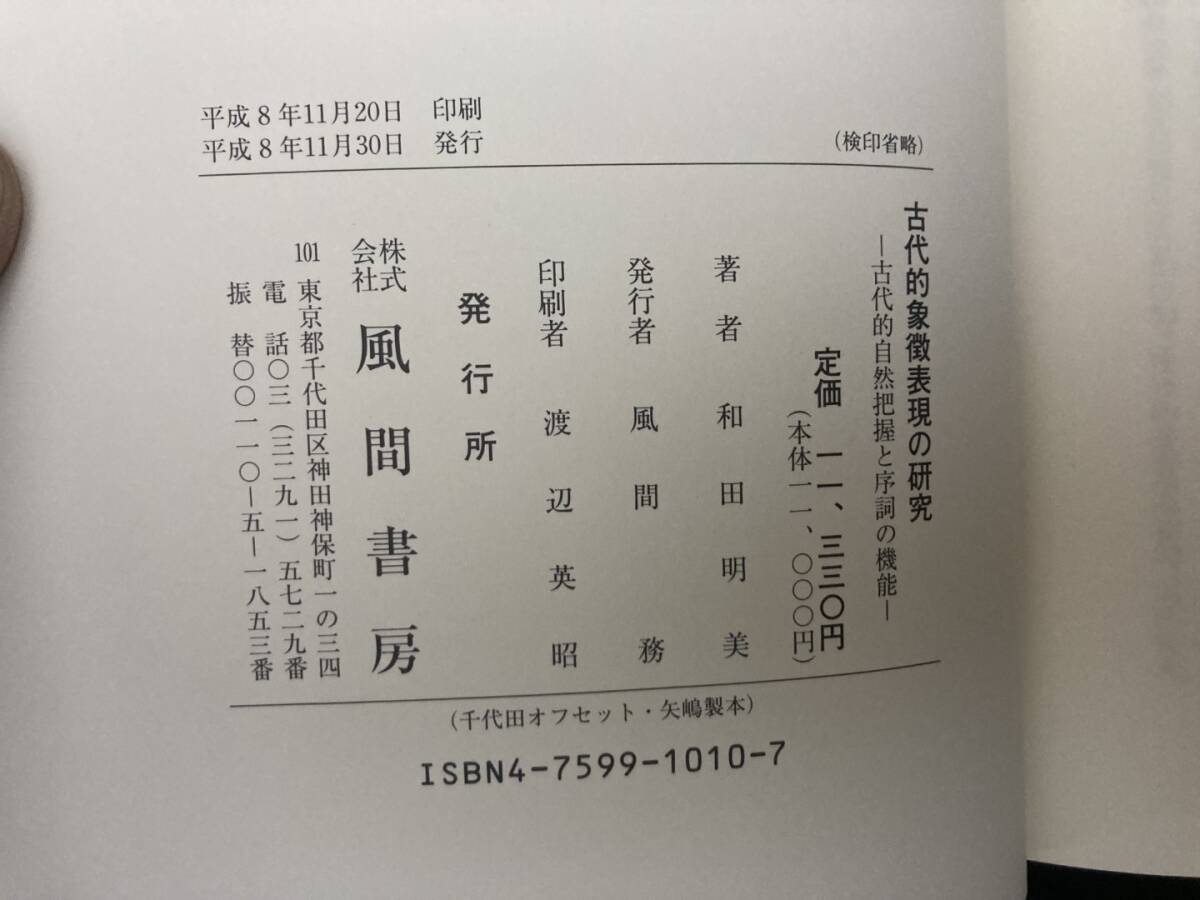 平成8年11月20日 印刷
平成8年11月30日 発行
(検印省略)
古代的象徴表現の研究
―古代的自然把握と序詞の機能―
定価 一一、三三〇円
(本体一一、〇〇〇円)
著者 和田明美
発行者 風間務
印刷者 渡辺英昭
発行所
株式会社 風間書房
101 東京都千代田区神田神保町一の三四
電話〇三(三二九一)五七二九番
振替〇〇一一〇―五―一八五三番
(千代田オフセット・矢嶋製本)
ISBN4-7599-1010-7